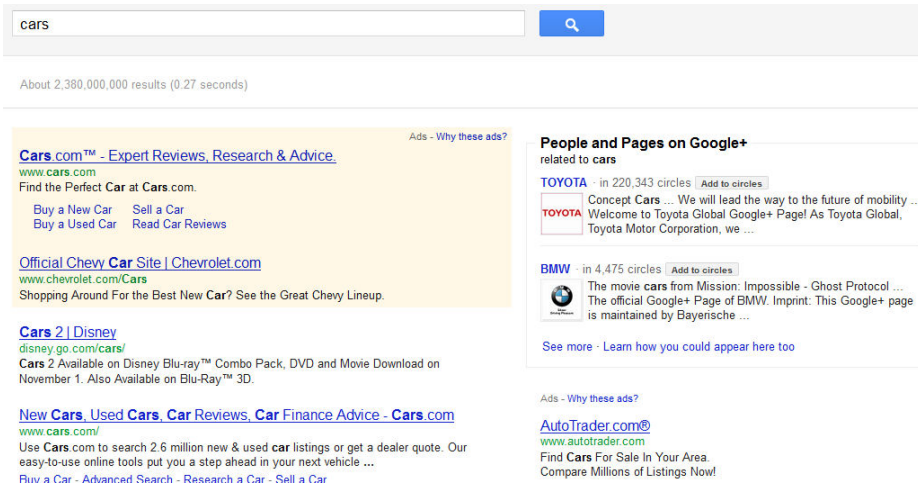 cars
About 2,380,000,000 results (0.27 seconds)
Ads - Why these ads?
Cars.com™ - Expert Reviews, Research & Advice.
www.cars.com
Find the Perfect Car at Cars.com.
Buy a New Car Sell a Car
Buy a Used Car Read Car Reviews
Official Chevy Car Site | Chevrolet.com
www.chevrolet.com/Cars
Shopping Around For the Best New Car? See the Great Chevy Lineup.
Cars 2 | Disney
disney.go.com/cars/
Cars 2 Available on Disney Blu-ray™ Combo Pack, DVD and Movie Download on
November 1. Also Available on Blu-Ray™ 3D.
New Cars, Used Cars, Car Reviews, Car Finance Advice - Cars.com
www.cars.com/
Use Cars.com to search 2.6 million new & used car listings or get a dealer quote. Our
easy-to-use online tools put you a step ahead in your next vehicle ...
Buy a Car - Advanced Search - Research a Car - Sell a Car
People and Pages on Google+
related to cars
TOYOTA - in 220,343 circles Add to circles
TOYOTA
Concept Cars ... We will lead the way to the future of mobility ...
Welcome to Toyota Global Google+ Page! As Toyota Global,
Toyota Motor Corporation, we ...
BMW - in 4,475 circles Add to circles
The movie cars from Mission: Impossible - Ghost Protocol ...
The official Google+ Page of BMW. Imprint: This Google+ page
is maintained by Bayerische ...
See more · Learn how you could appear here too
Ads - Why these ads?
AutoTrader.com®
www.autotrader.com
Find Cars For Sale In Your Area.
Compare Millions of Listings Now!